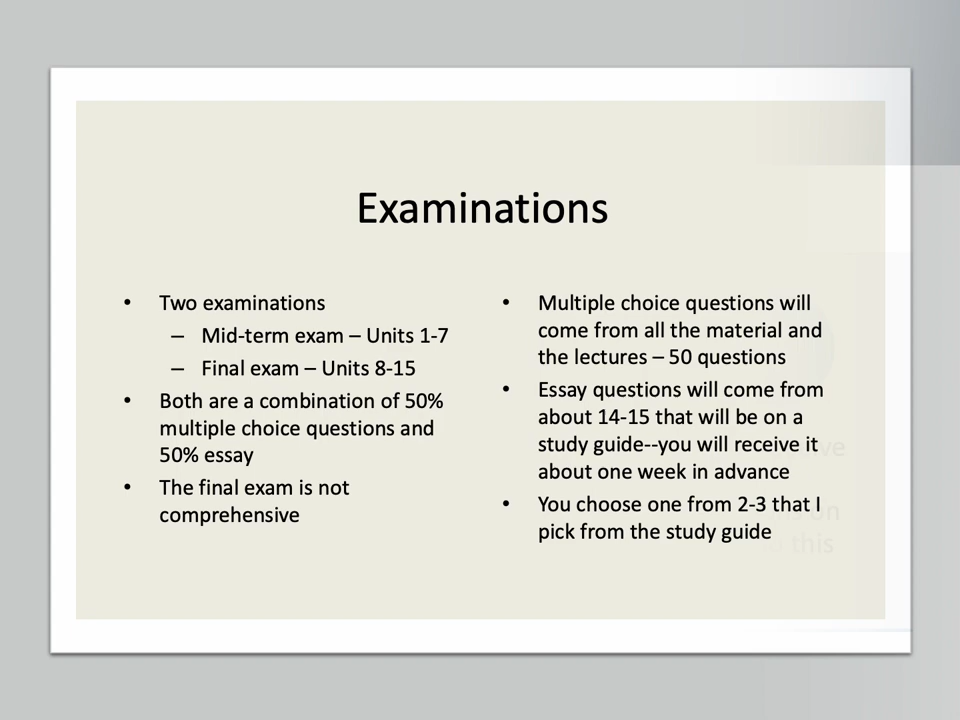 Examinations
• Two examinations
– Mid-term exam – Units 1-7
– Final exam – Units 8-15
• Both are a combination of 50%
multiple choice questions and
50% essay
• The final exam is not
comprehensive
• Multiple choice questions will
come from all the material and
the lectures – 50 questions
• Essay questions will come from
about 14-15 that will be on a
study guide--you will receive it
about one week in advance
• You choose one from 2-3 that I
pick from the study guide